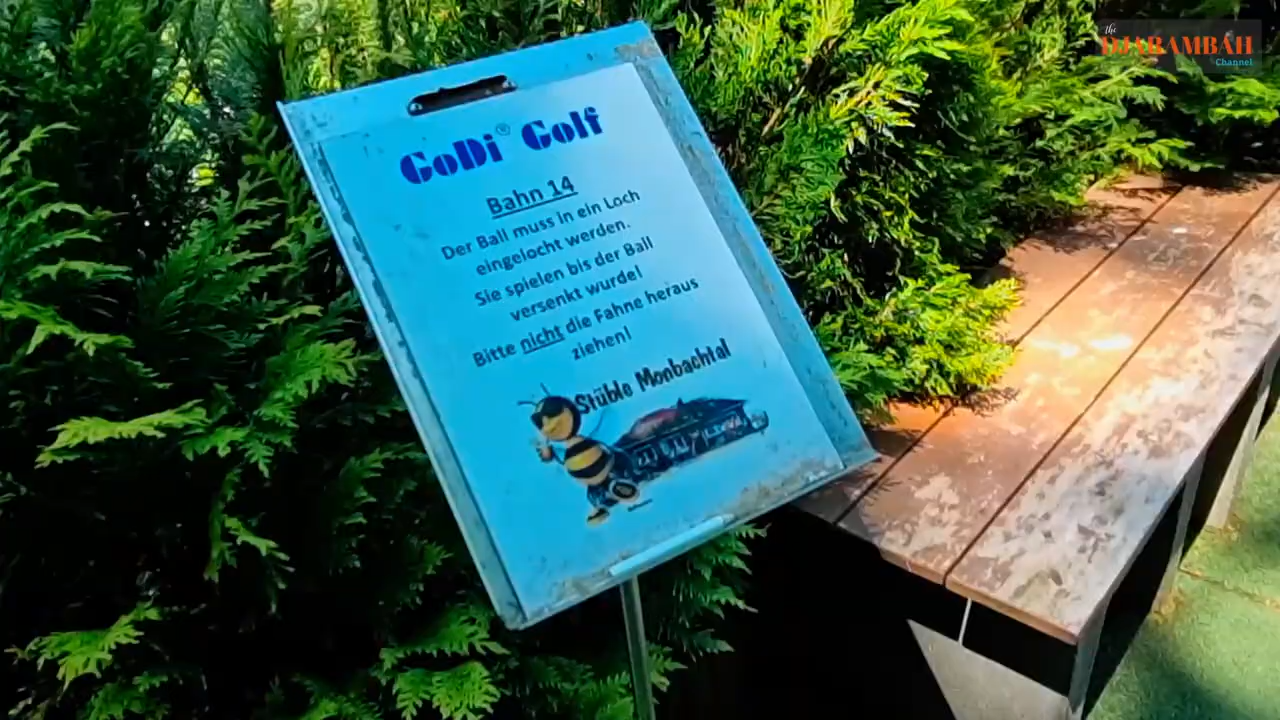 the
DJARAMBAH
Channel
GoDi® Golf
Bahn 14
Der Ball muss in ein Loch
eingelocht werden.
Sie spielen bis der Ball
versenkt wurde!
Bitte nicht die Fahne heraus
ziehen!
Stüble Monbachtal